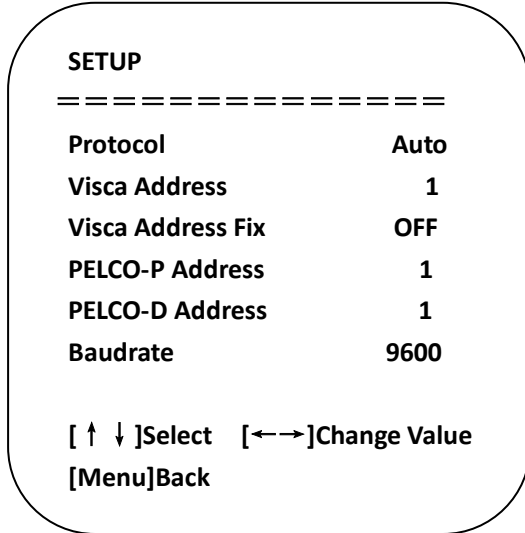 SETUP
===============
Protocol Auto
Visca Address 1
Visca Address Fix OFF
PELCO-P Address 1
PELCO-D Address 1
Baudrate 9600
[ ↑ ↓ ]Select [←→]Change Value
[Menu]Back